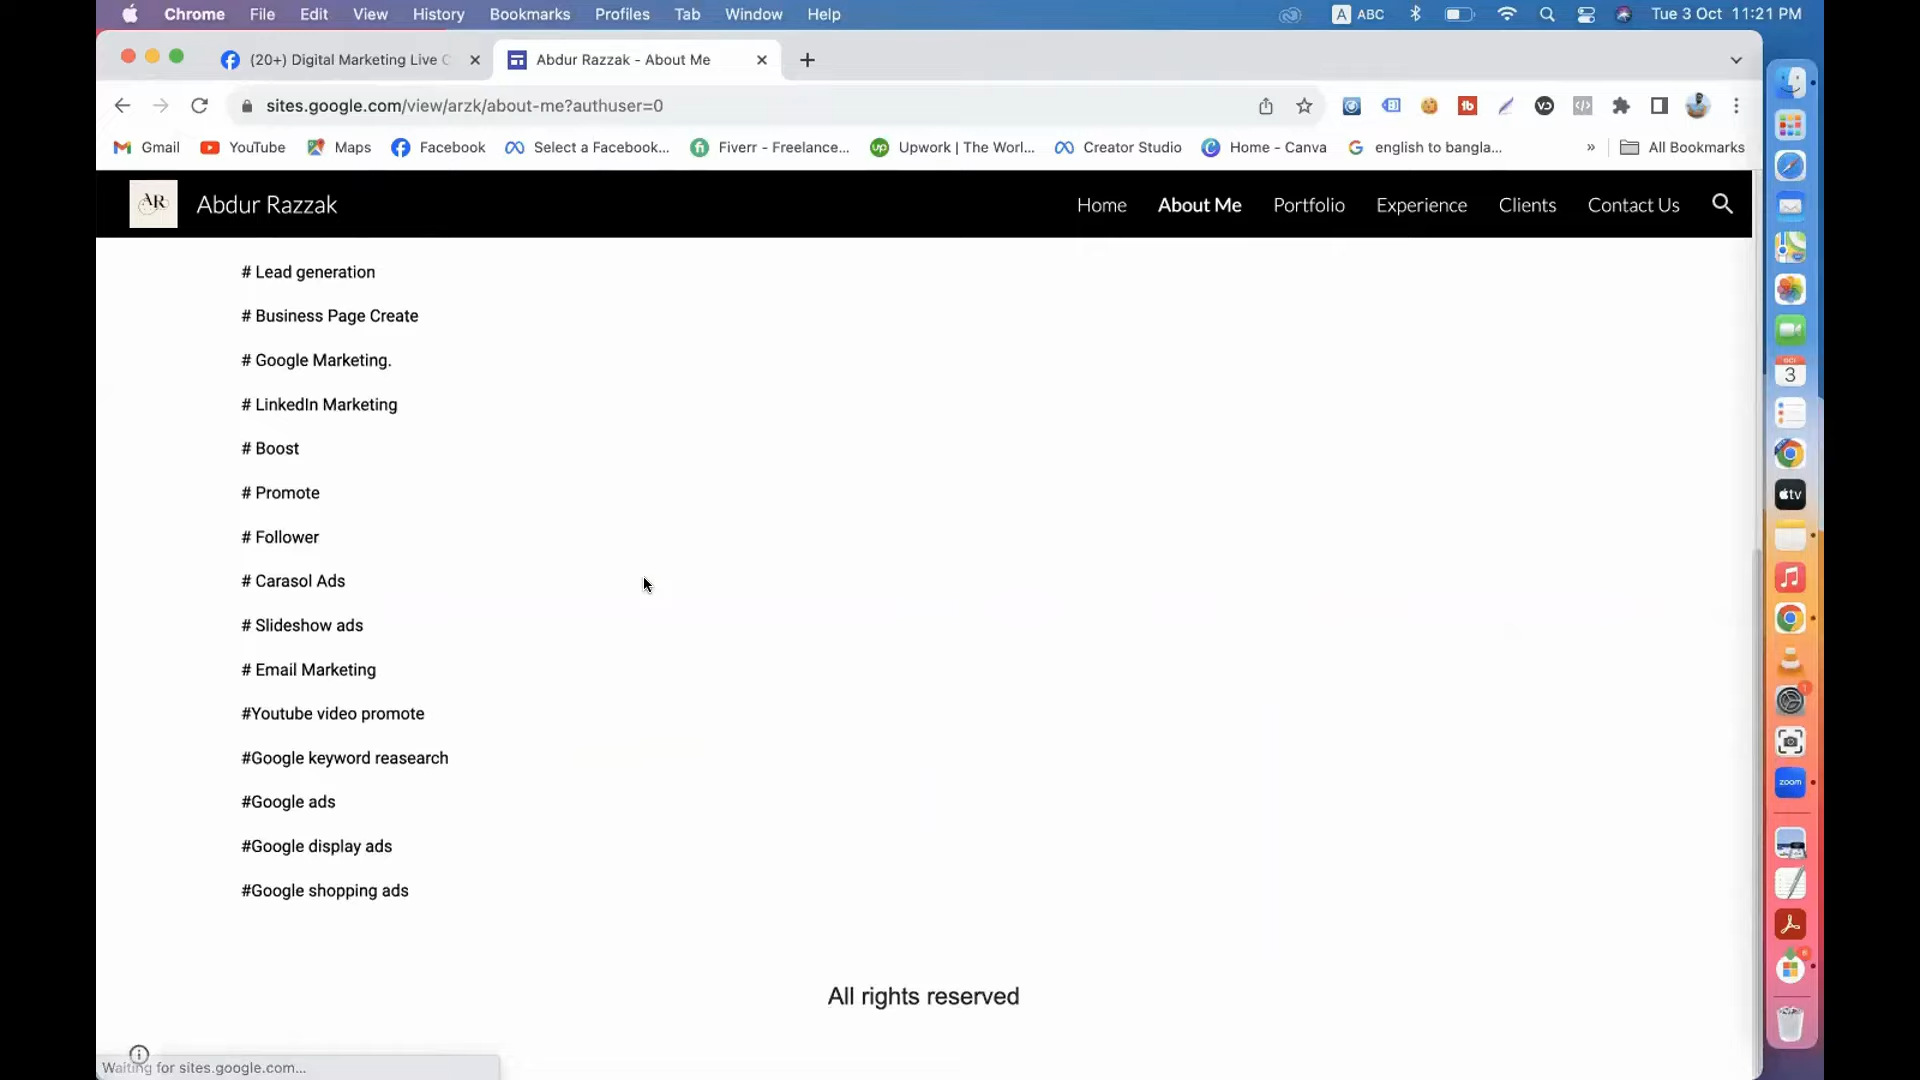 Chrome File Edit View History Bookmarks Profiles Tab Window Help A ABC Tue 3 Oct 11:21 PM
(20+) Digital Marketing Live C Abdur Razzak - About Me
sites.google.com/view/arzk/about-me?authuser=0
Gmail YouTube Maps Facebook Select a Facebook... Fiverr - Freelance... Upwork | The Worl... Creator Studio Home - Canva english to bangla... » All Bookmarks
AR Abdur Razzak Home About Me Portfolio Experience Clients Contact Us
# Lead generation
# Business Page Create
# Google Marketing.
# LinkedIn Marketing
# Boost
# Promote
# Follower
# Carasol Ads
# Slideshow ads
# Email Marketing
#Youtube video promote
#Google keyword reasearch
#Google ads
#Google display ads
#Google shopping ads
All rights reserved
Waiting for sites.google.com...
OCT
3
tv
zoom